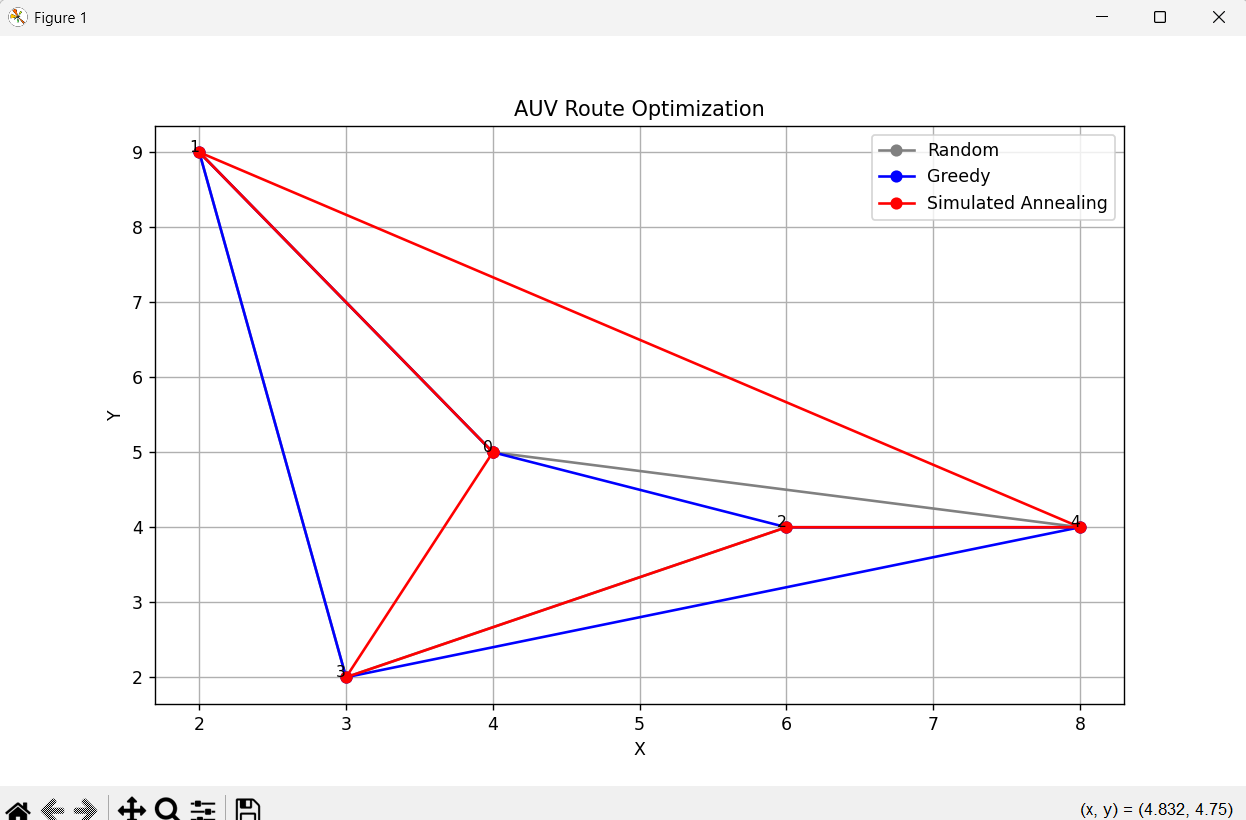 Figure 1
AUV Route Optimization
Random
Greedy
Simulated Annealing
9
8
7
6
5
4
3
2
Y
1
0
2
4
3
2 3 4 5 6 7 8
X
(x, y) = (4.832, 4.75)